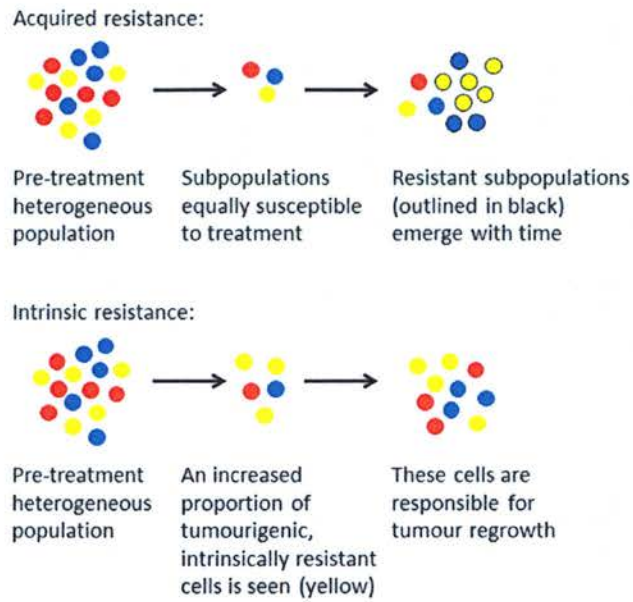 Acquired resistance:
Pre-treatment
heterogeneous
population
Subpopulations
equally susceptible
to treatment
Resistant subpopulations
(outlined in black)
emerge with time
Intrinsic resistance:
Pre-treatment
heterogeneous
population
An increased
proportion of
tumourigenic,
intrinsically resistant
cells is seen (yellow)
These cells are
responsible for
tumour regrowth